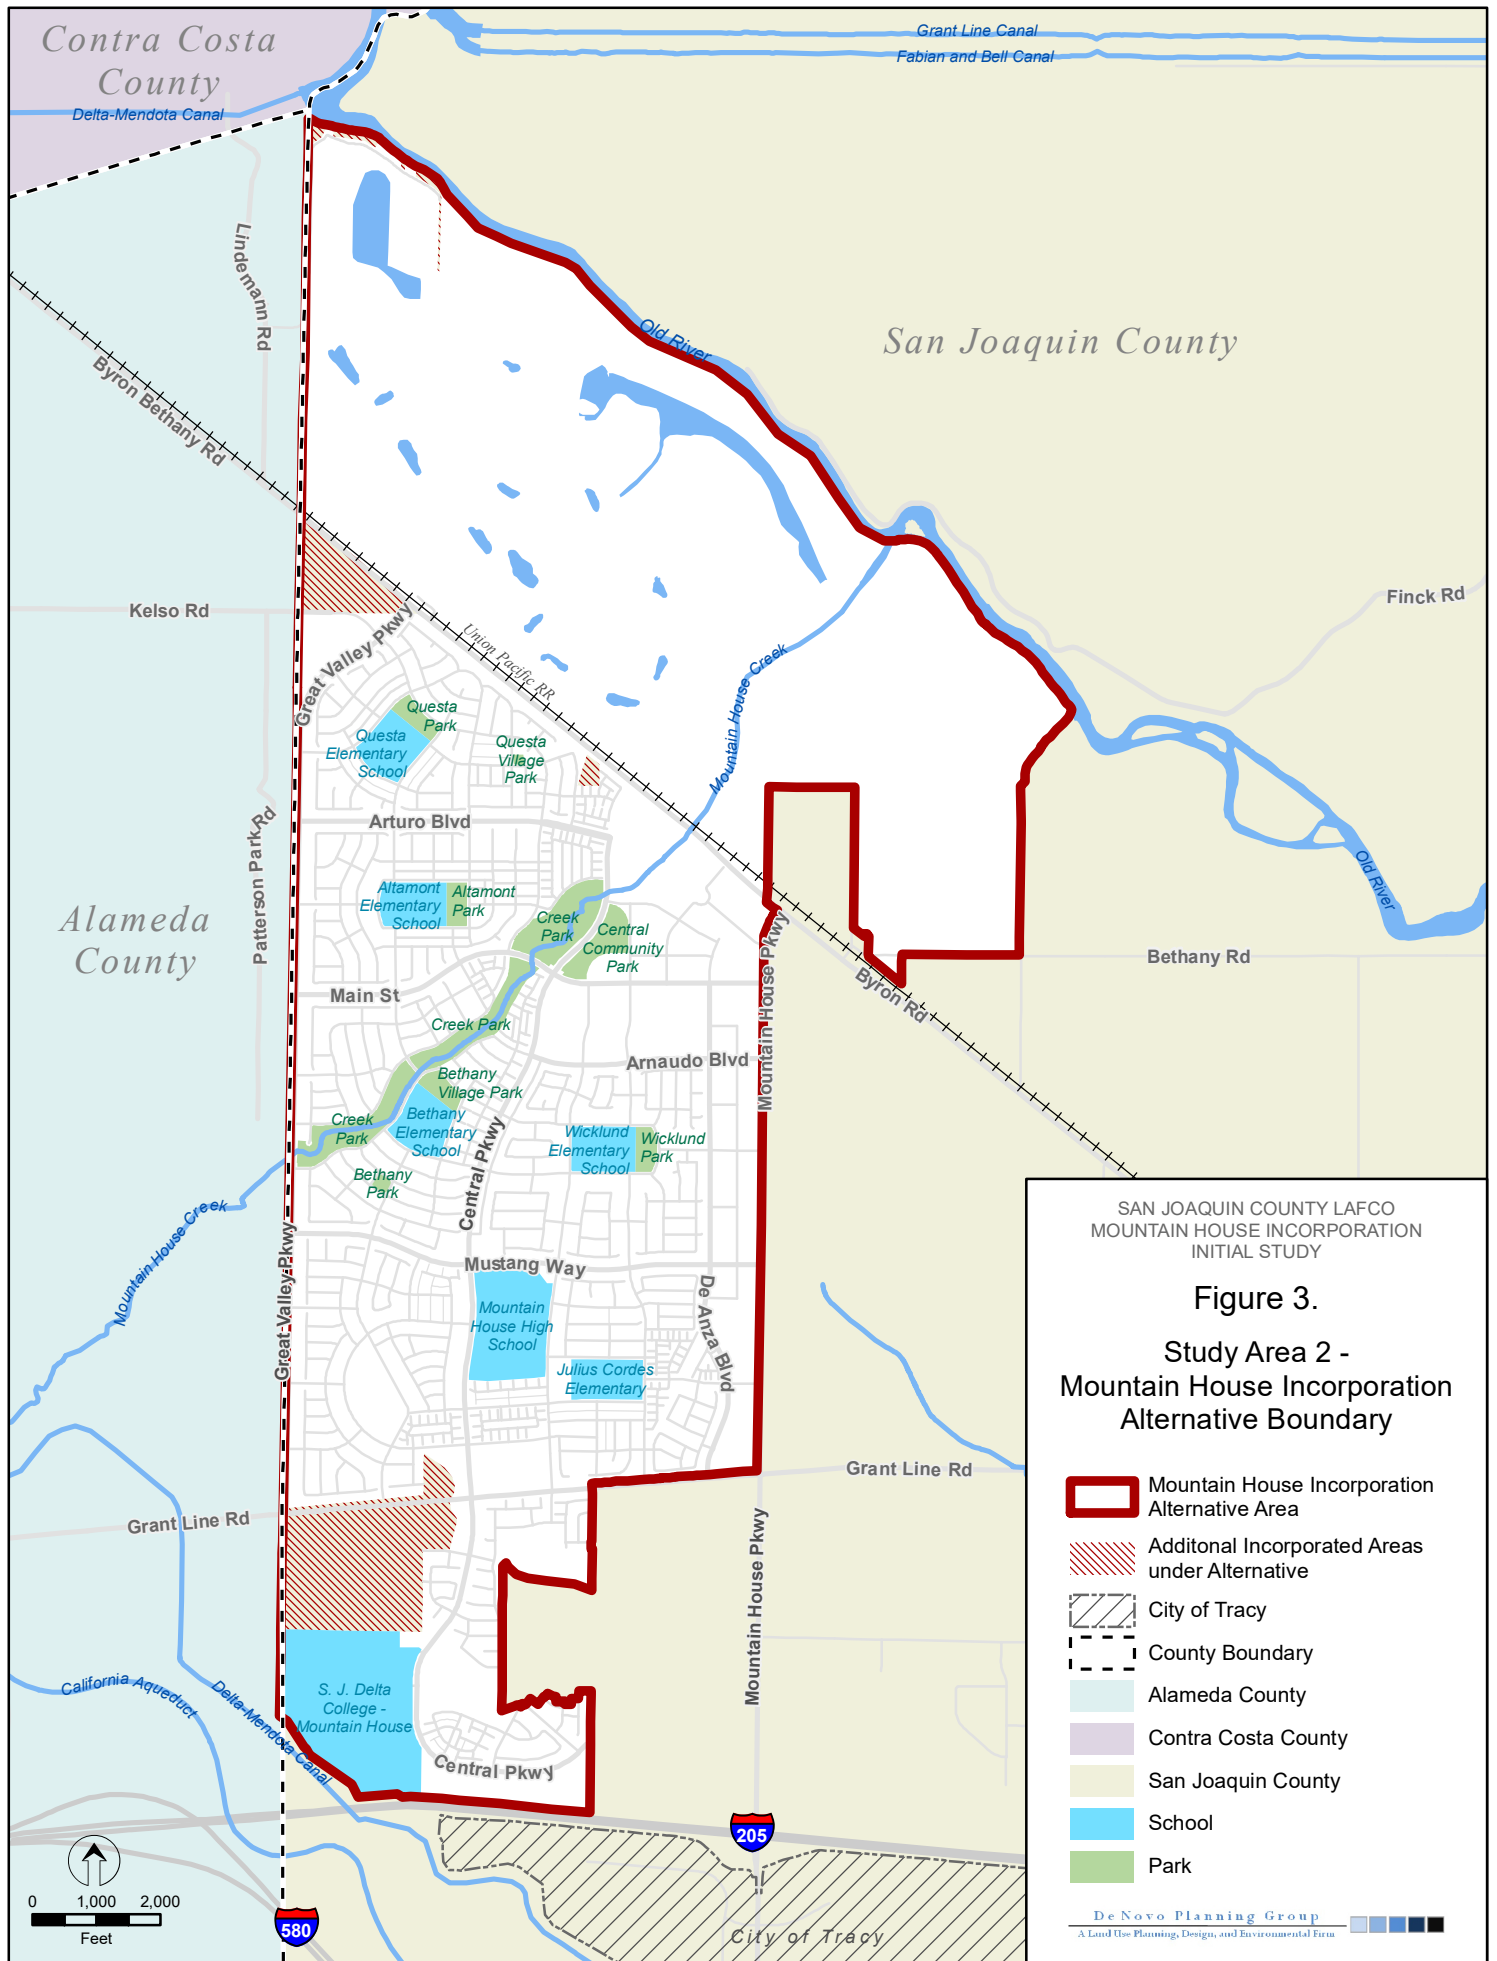 Contra Costa
County
Delta-Mendota Canal
Grant Line Canal
Fabian and Bell Canal
Lindemann Rd
Byron Bethany Rd
Old River
San Joaquin County
Kelso Rd
Finck Rd
Great Valley Pkwy
Union Pacific RR
Mountain House Creek
Questa
Park
Questa
Elementary
School
Questa
Village
Park
Arturo Blvd
Patterson Park Rd
Old River
Altamont
Elementary
School
Altamont
Park
Creek
Park
Central
Community
Park
Alameda
County
Mountain House Pkwy
Byron Rd
Bethany Rd
Main St
Creek Park
Arnaudo Blvd
Bethany
Village Park
Bethany
Elementary
School
Creek
Park
Wicklund
Elementary
School
Wicklund
Park
Bethany
Park
Central Pkwy
Mountain House Creek
Great Valley Pkwy
Mustang Way
De Anza Blvd
Mountain
House High
School
Julius Cordes
Elementary
Grant Line Rd
Grant Line Rd
Mountain House Pkwy
California Aqueduct
Delta-Mendota Canal
S. J. Delta
College -
Mountain House
Central Pkwy
205
580
City of Tracy
0 1,000 2,000
Feet
SAN JOAQUIN COUNTY LAFCO
MOUNTAIN HOUSE INCORPORATION
INITIAL STUDY
Figure 3.
Study Area 2 -
Mountain House Incorporation
Alternative Boundary
Mountain House Incorporation
Alternative Area
Additonal Incorporated Areas
under Alternative
City of Tracy
County Boundary
Alameda County
Contra Costa County
San Joaquin County
School
Park
De Novo Planning Group
A Land Use Planning, Design, and Environmental Firm